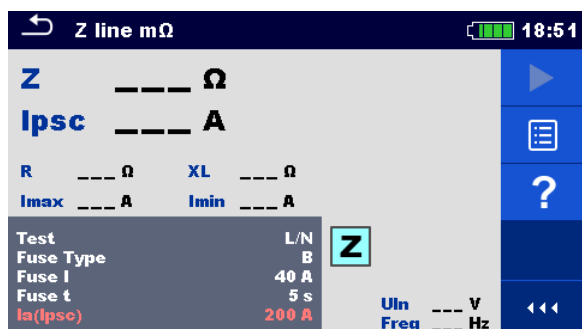 Z line mΩ 18:51
Z ___ Ω
Ipsc ___ A
R ___ Ω XL ___ Ω
Imax ___ A Imin ___ A
?
Test L/N
Fuse Type B
Fuse I 40 A
Fuse t 5 s
Ia(Ipsc) 200 A
Z
Uln ___ V
Freq ___ Hz